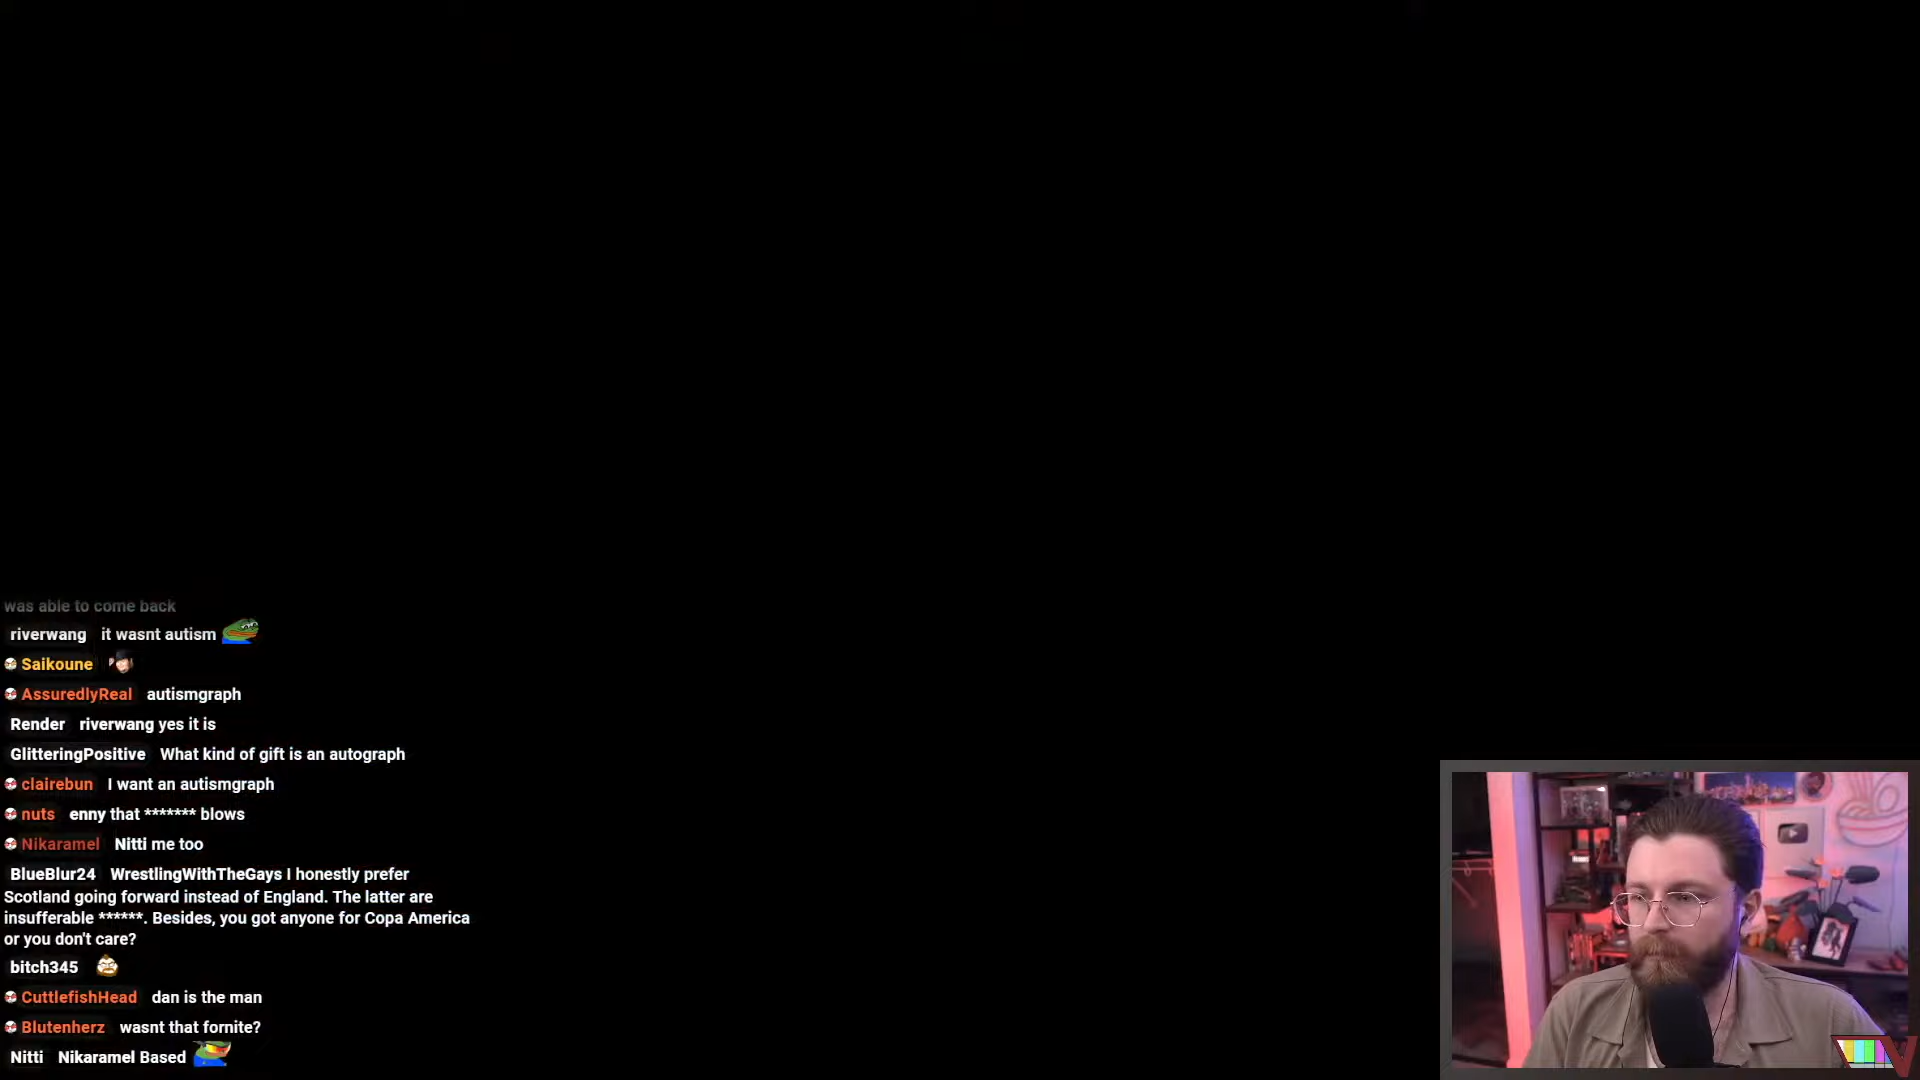 was able to come back
riverwang it wasnt autism
Saikoune
AssuredlyReal autismgraph
Render riverwang yes it is
GlitteringPositive What kind of gift is an autograph
clairebun I want an autismgraph
nuts enny that ******* blows
Nikaramel Nitti me too
BlueBlur24 WrestlingWithTheGays I honestly prefer
Scotland going forward instead of England. The latter are
insufferable ******. Besides, you got anyone for Copa America
or you don't care?
bitch345
CuttlefishHead dan is the man
Blutenherz wasnt that fornite?
Nitti Nikaramel Based